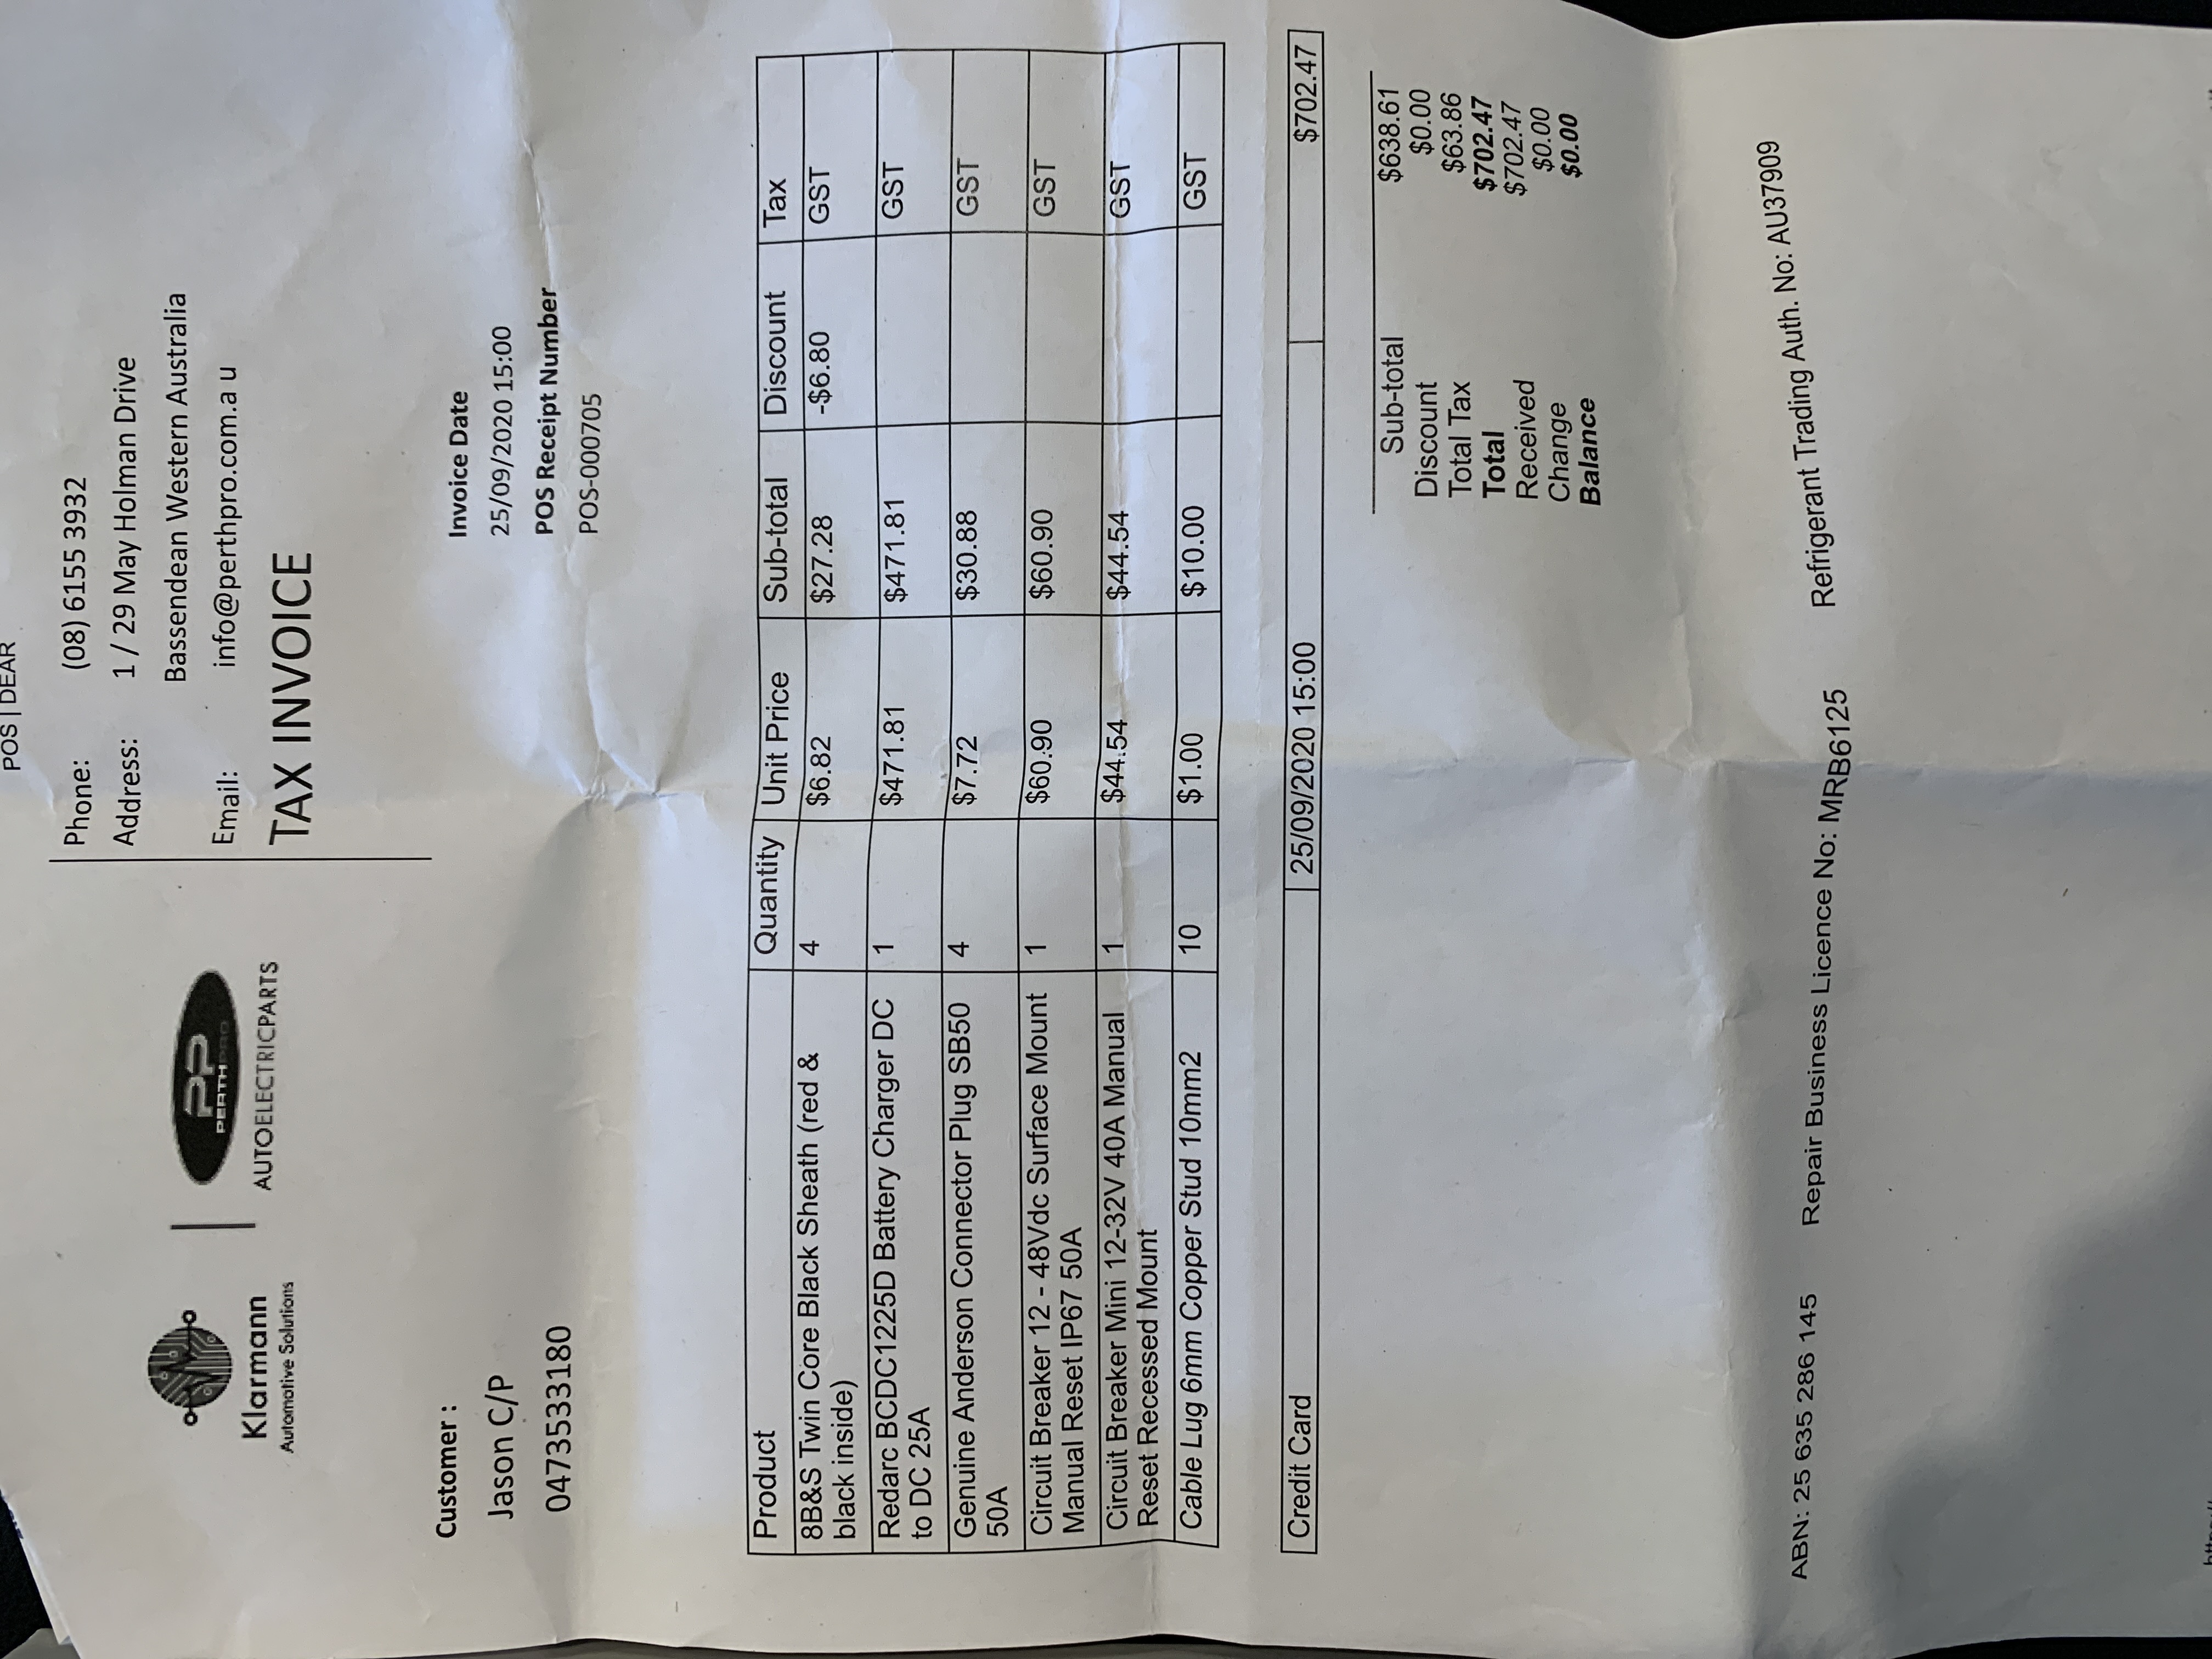 POS | DEAR
Phone: (08) 6155 3932
Address: 1 / 29 May Holman Drive
Bassendean Western Australia
Email: info@perthpro.com.a u
TAX INVOICE
Klarmann
Automotive Solutions
PP
PERTHPRO
AUTOELECTRICPARTS
Customer :
Jason C/P
0473533180
Invoice Date
25/09/2020 15:00
POS Receipt Number
POS-000705
Product Quantity Unit Price Sub-total Discount Tax
8B&S Twin Core Black Sheath (red & 4 $6.82 $27.28 -$6.80 GST
black inside)
Redarc BCDC1225D Battery Charger DC 1 $471.81 $471.81 GST
to DC 25A
Genuine Anderson Connector Plug SB50 4 $7.72 $30.88 GST
50A
Circuit Breaker 12 - 48Vdc Surface Mount 1 $60.90 $60.90 GST
Manual Reset IP67 50A
Circuit Breaker Mini 12-32V 40A Manual 1 $44.54 $44.54 GST
Reset Recessed Mount
Cable Lug 6mm Copper Stud 10mm2 10 $1.00 $10.00 GST
Credit Card 25/09/2020 15:00 $702.47
Sub-total $638.61
Discount $0.00
Total Tax $63.86
Total $702.47
Received $702.47
Change $0.00
Balance $0.00
ABN: 25 635 286 145 Repair Business Licence No: MRB6125 Refrigerant Trading Auth. No: AU37909